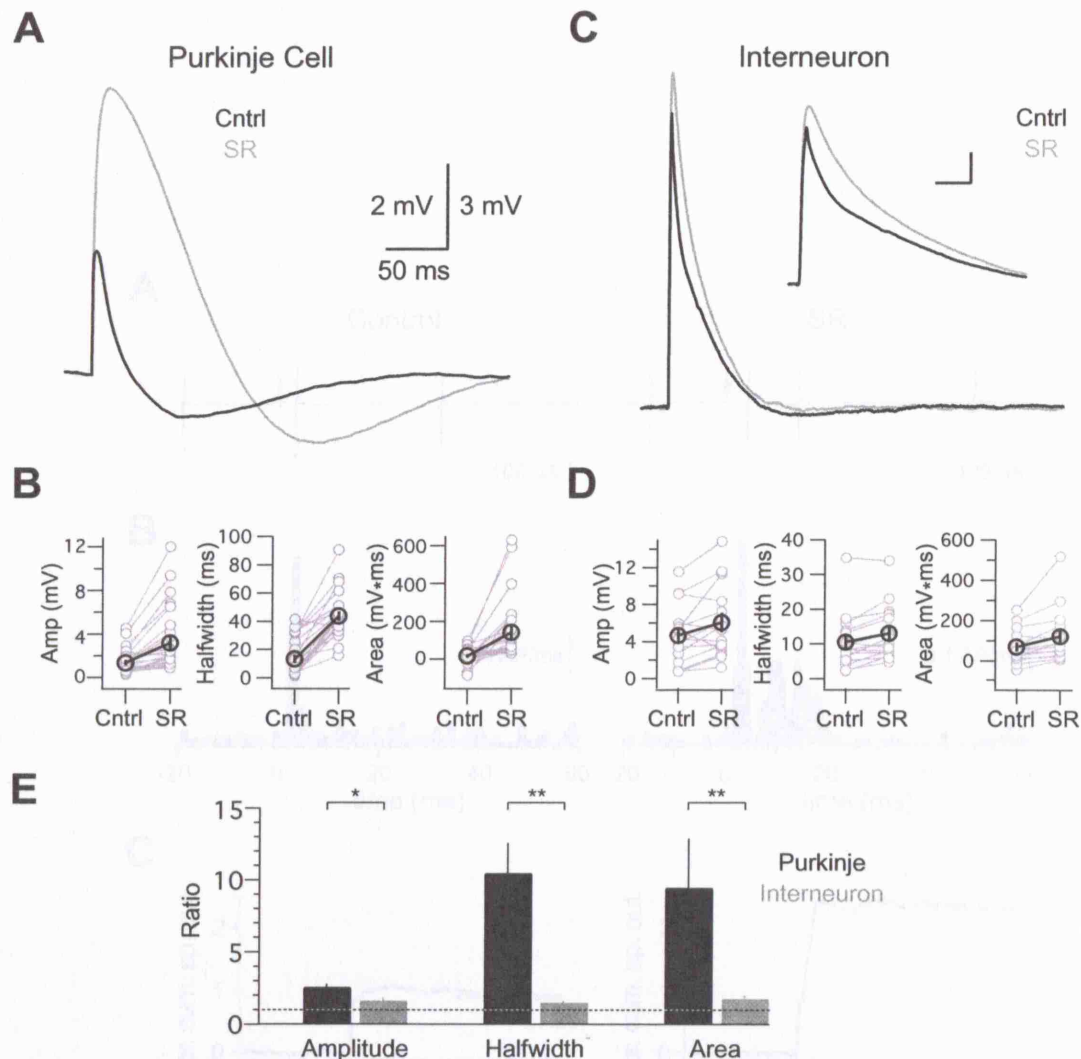 A
Purkinje Cell
Cntrl
SR
2 mV
3 mV
50 ms
C
Interneuron
Cntrl
SR
B
Amp (mV)
12
8
4
0
Cntrl SR
Halfwidth (ms)
100
80
60
40
20
0
Cntrl SR
Area (mV*ms)
600
400
200
0
Cntrl SR
D
Amp (mV)
12
8
4
0
Cntrl SR
Halfwidth (ms)
40
30
20
10
0
Cntrl SR
Area (mV*ms)
600
400
200
0
Cntrl SR
E
Ratio
15
10
5
0
*
**
**
Amplitude
Halfwidth
Area
Purkinje
Interneuron
A
Control
SR
B
C